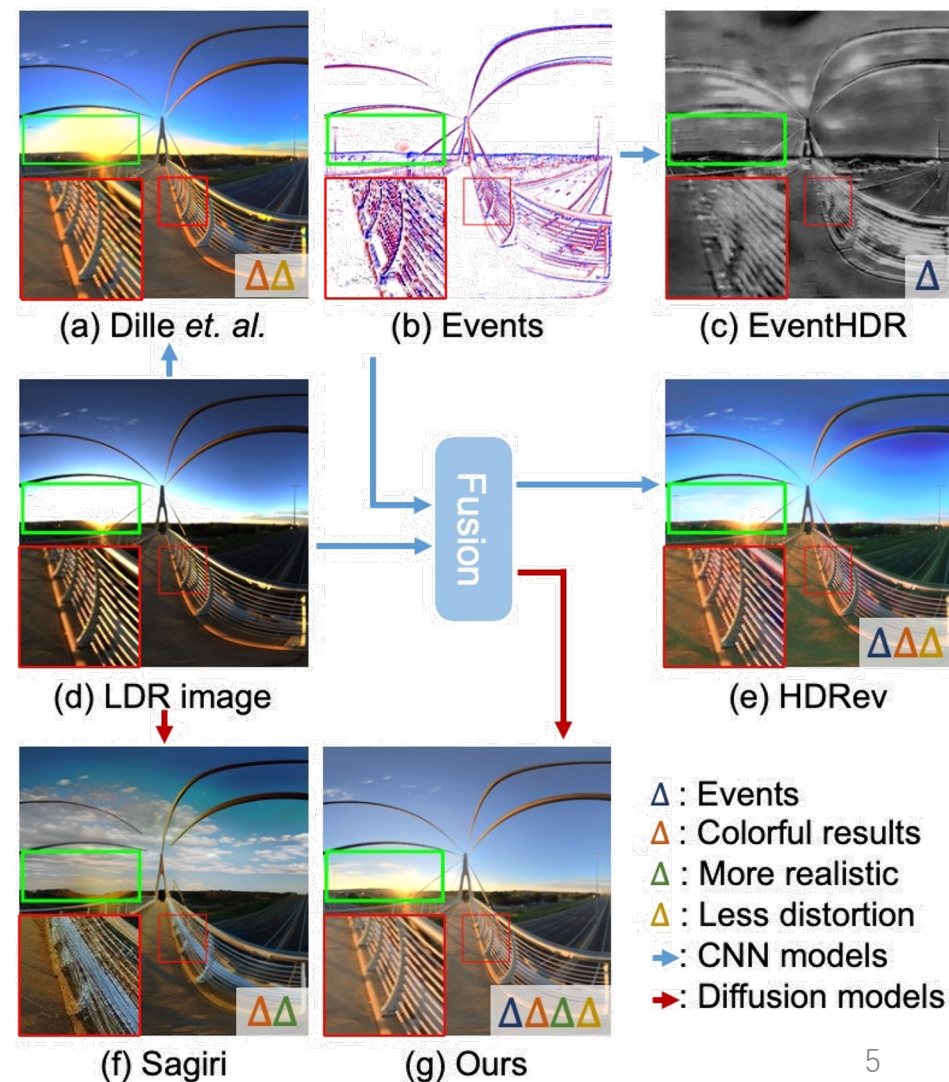 (a) Dille et. al.
(b) Events
(c) EventHDR
Fusion
(d) LDR image
(e) HDRev
(f) Sagiri
(g) Ours
Δ : Events
Δ : Colorful results
Δ : More realistic
Δ : Less distortion
: CNN models
: Diffusion models
5